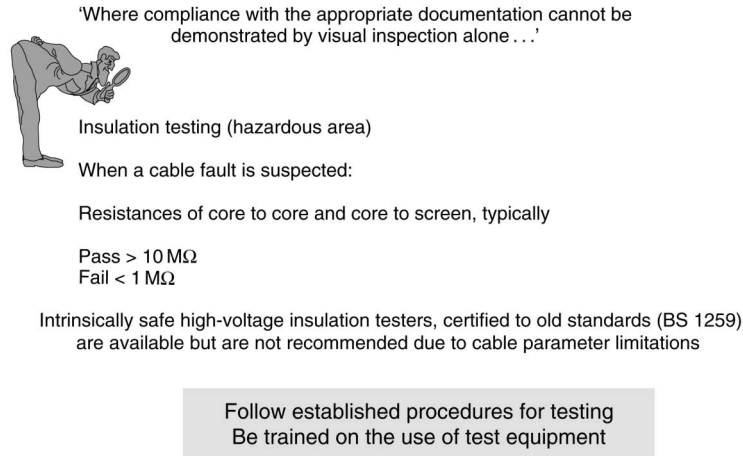 ‘Where compliance with the appropriate documentation cannot be
demonstrated by visual inspection alone . . .’
Insulation testing (hazardous area)
When a cable fault is suspected:
Resistances of core to core and core to screen, typically
Pass > 10 MΩ
Fail < 1 MΩ
Intrinsically safe high-voltage insulation testers, certified to old standards (BS 1259)
are available but are not recommended due to cable parameter limitations
Follow established procedures for testing
Be trained on the use of test equipment